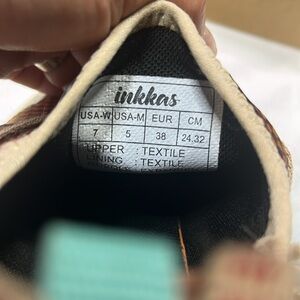 inkkas
USA-W USA-M EUR CM
7 5 38 24.32
UPPER : TEXTILE
LINING : TEXTILE